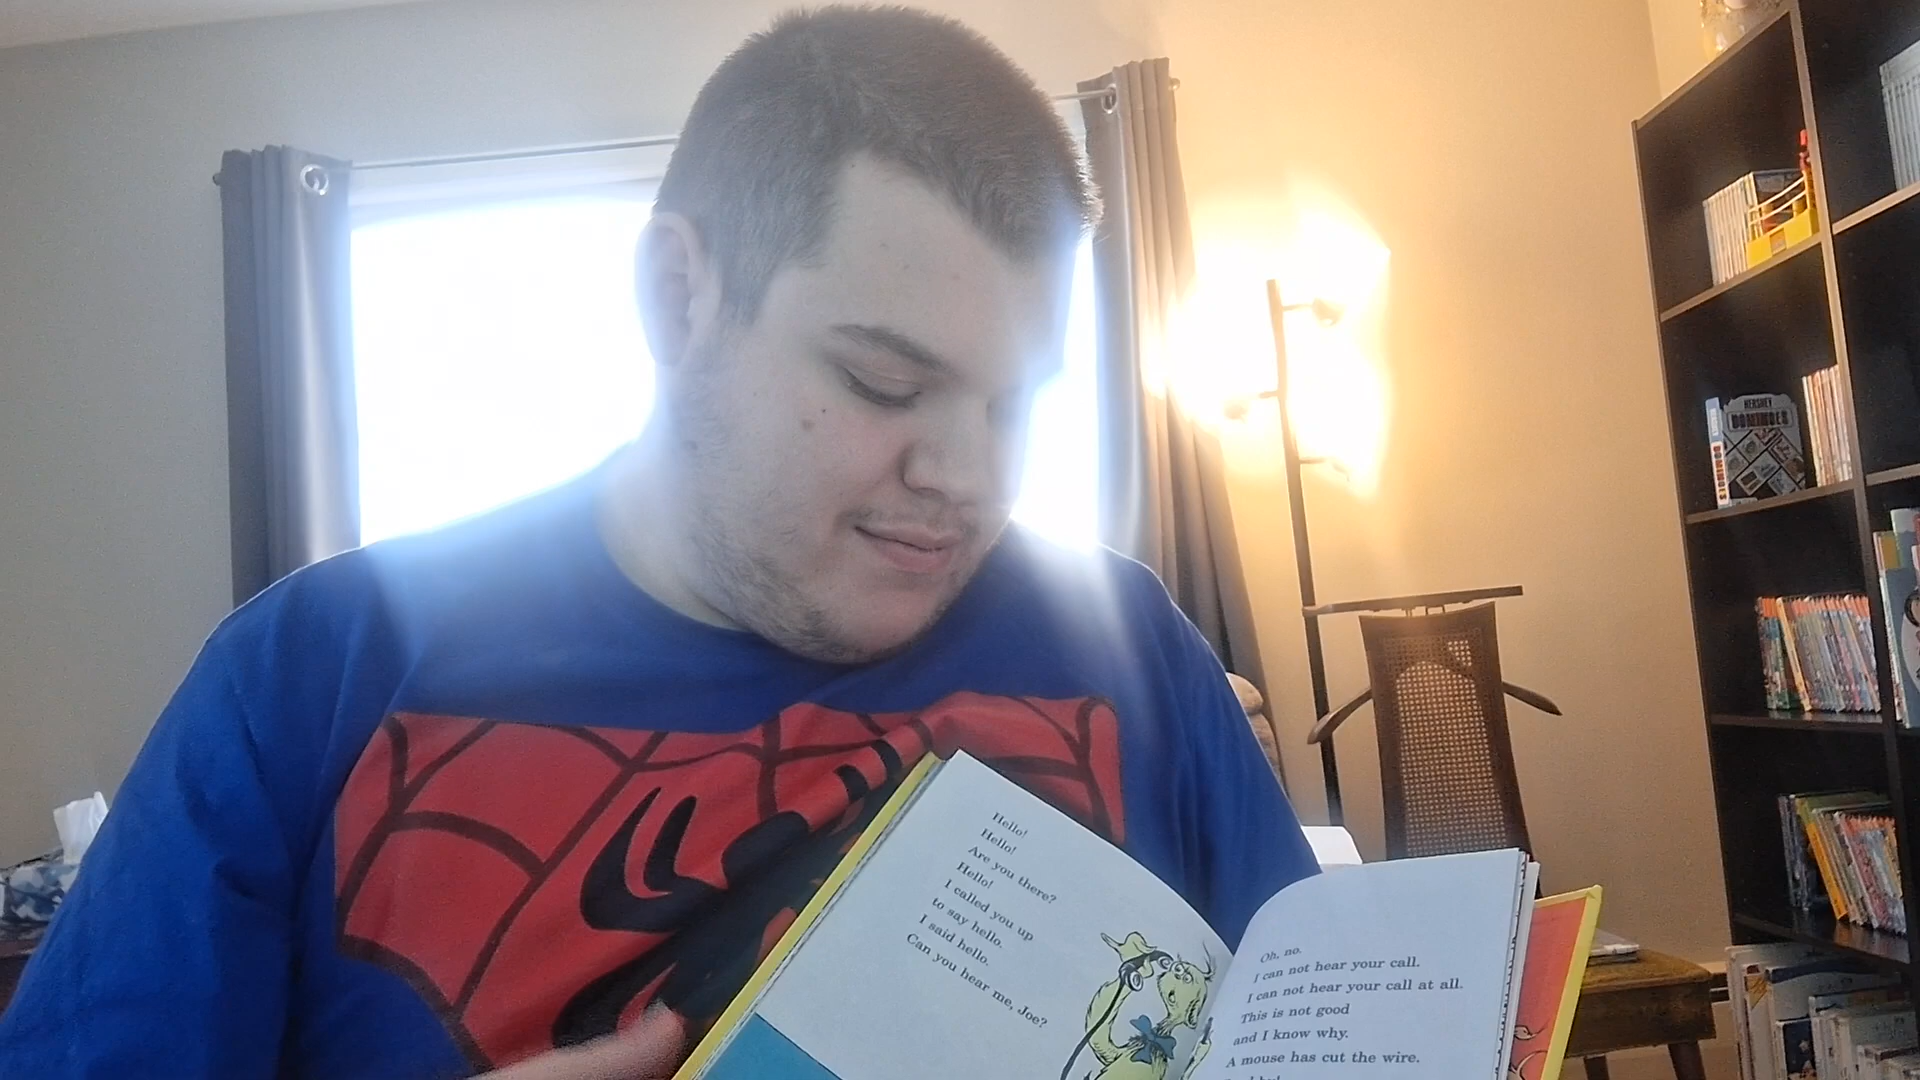 Hello!
Hello!
Are you there?
Hello!
I called you up
to say hello.
I said hello.
Can you hear me, Joe?
Oh, no.
I can not hear your call.
I can not hear your call at all.
This is not good
and I know why.
A mouse has cut the wire.
HERSHEY
DOMINOES
DOMINOES